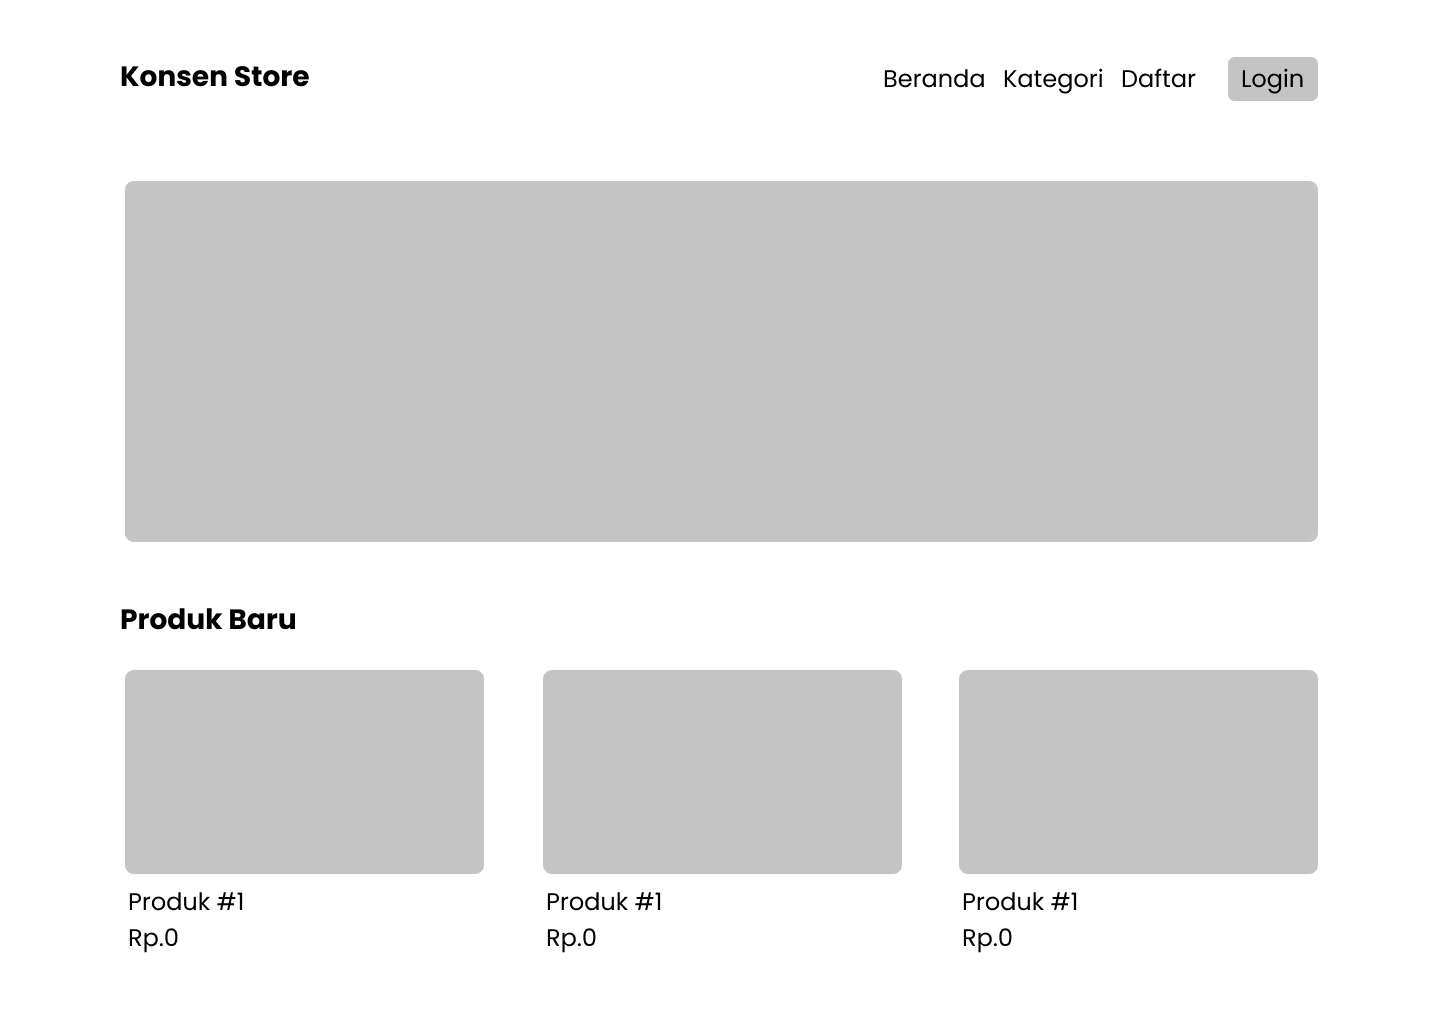 Konsen Store
Beranda Kategori Daftar Login
Produk Baru
Produk #1 Produk #1 Produk #1
Rp.0 Rp.0 Rp.0